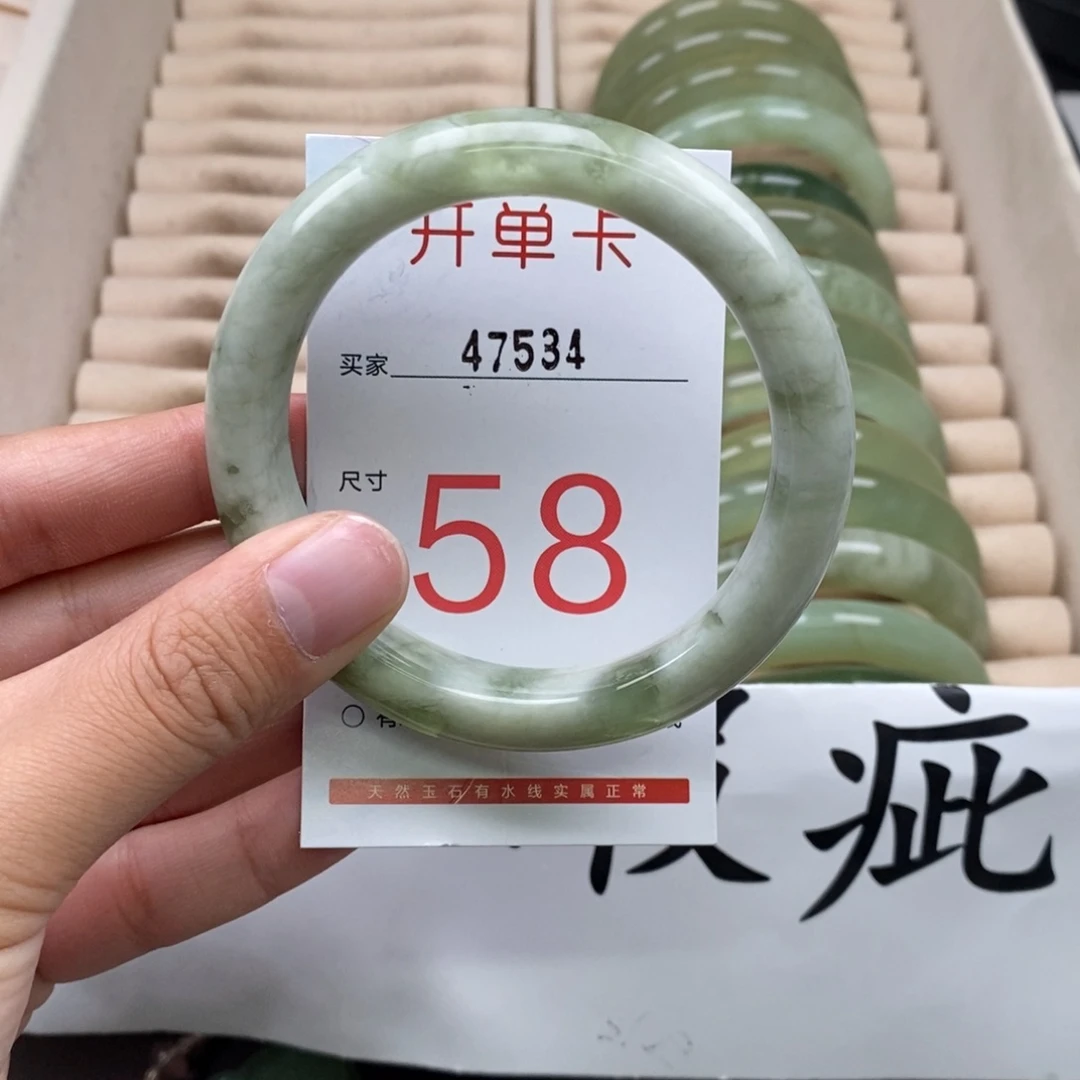 开单卡
买家 47534
尺寸 58
天然玉石/有水线实属正常
疵